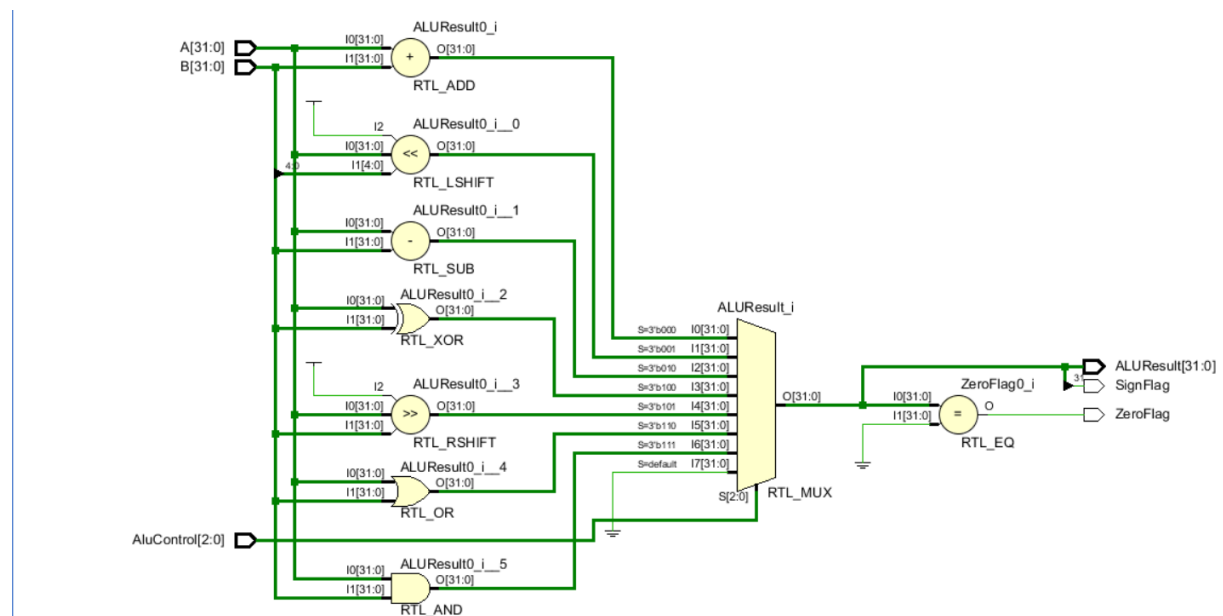 ALUResult0_i
A[31:0]
I0[31:0]
O[31:0]
B[31:0]
I1[31:0]
+
RTL_ADD
ALUResult0_i__0
I2
I0[31:0]
O[31:0]
<<
4:0
I1[4:0]
RTL_LSHIFT
ALUResult0_i__1
I0[31:0]
O[31:0]
I1[31:0]
-
RTL_SUB
ALUResult0_i__2
I0[31:0]
O[31:0]
I1[31:0]
RTL_XOR
ALUResult0_i__3
I2
I0[31:0]
O[31:0]
>>
I1[31:0]
RTL_RSHIFT
ALUResult0_i__4
I0[31:0]
O[31:0]
I1[31:0]
RTL_OR
AluControl[2:0]
ALUResult0_i__5
I0[31:0]
O[31:0]
I1[31:0]
RTL_AND
ALUResult_i
S=3'b000 I0[31:0]
S=3'b001 I1[31:0]
S=3'b010 I2[31:0]
S=3'b100 I3[31:0]
S=3'b101 I4[31:0]
S=3'b110 I5[31:0]
S=3'b111 I6[31:0]
S=default I7[31:0]
O[31:0]
S[2:0]
RTL_MUX
ZeroFlag0_i
I0[31:0]
O
I1[31:0]
=
RTL_EQ
ALUResult[31:0]
SignFlag
ZeroFlag